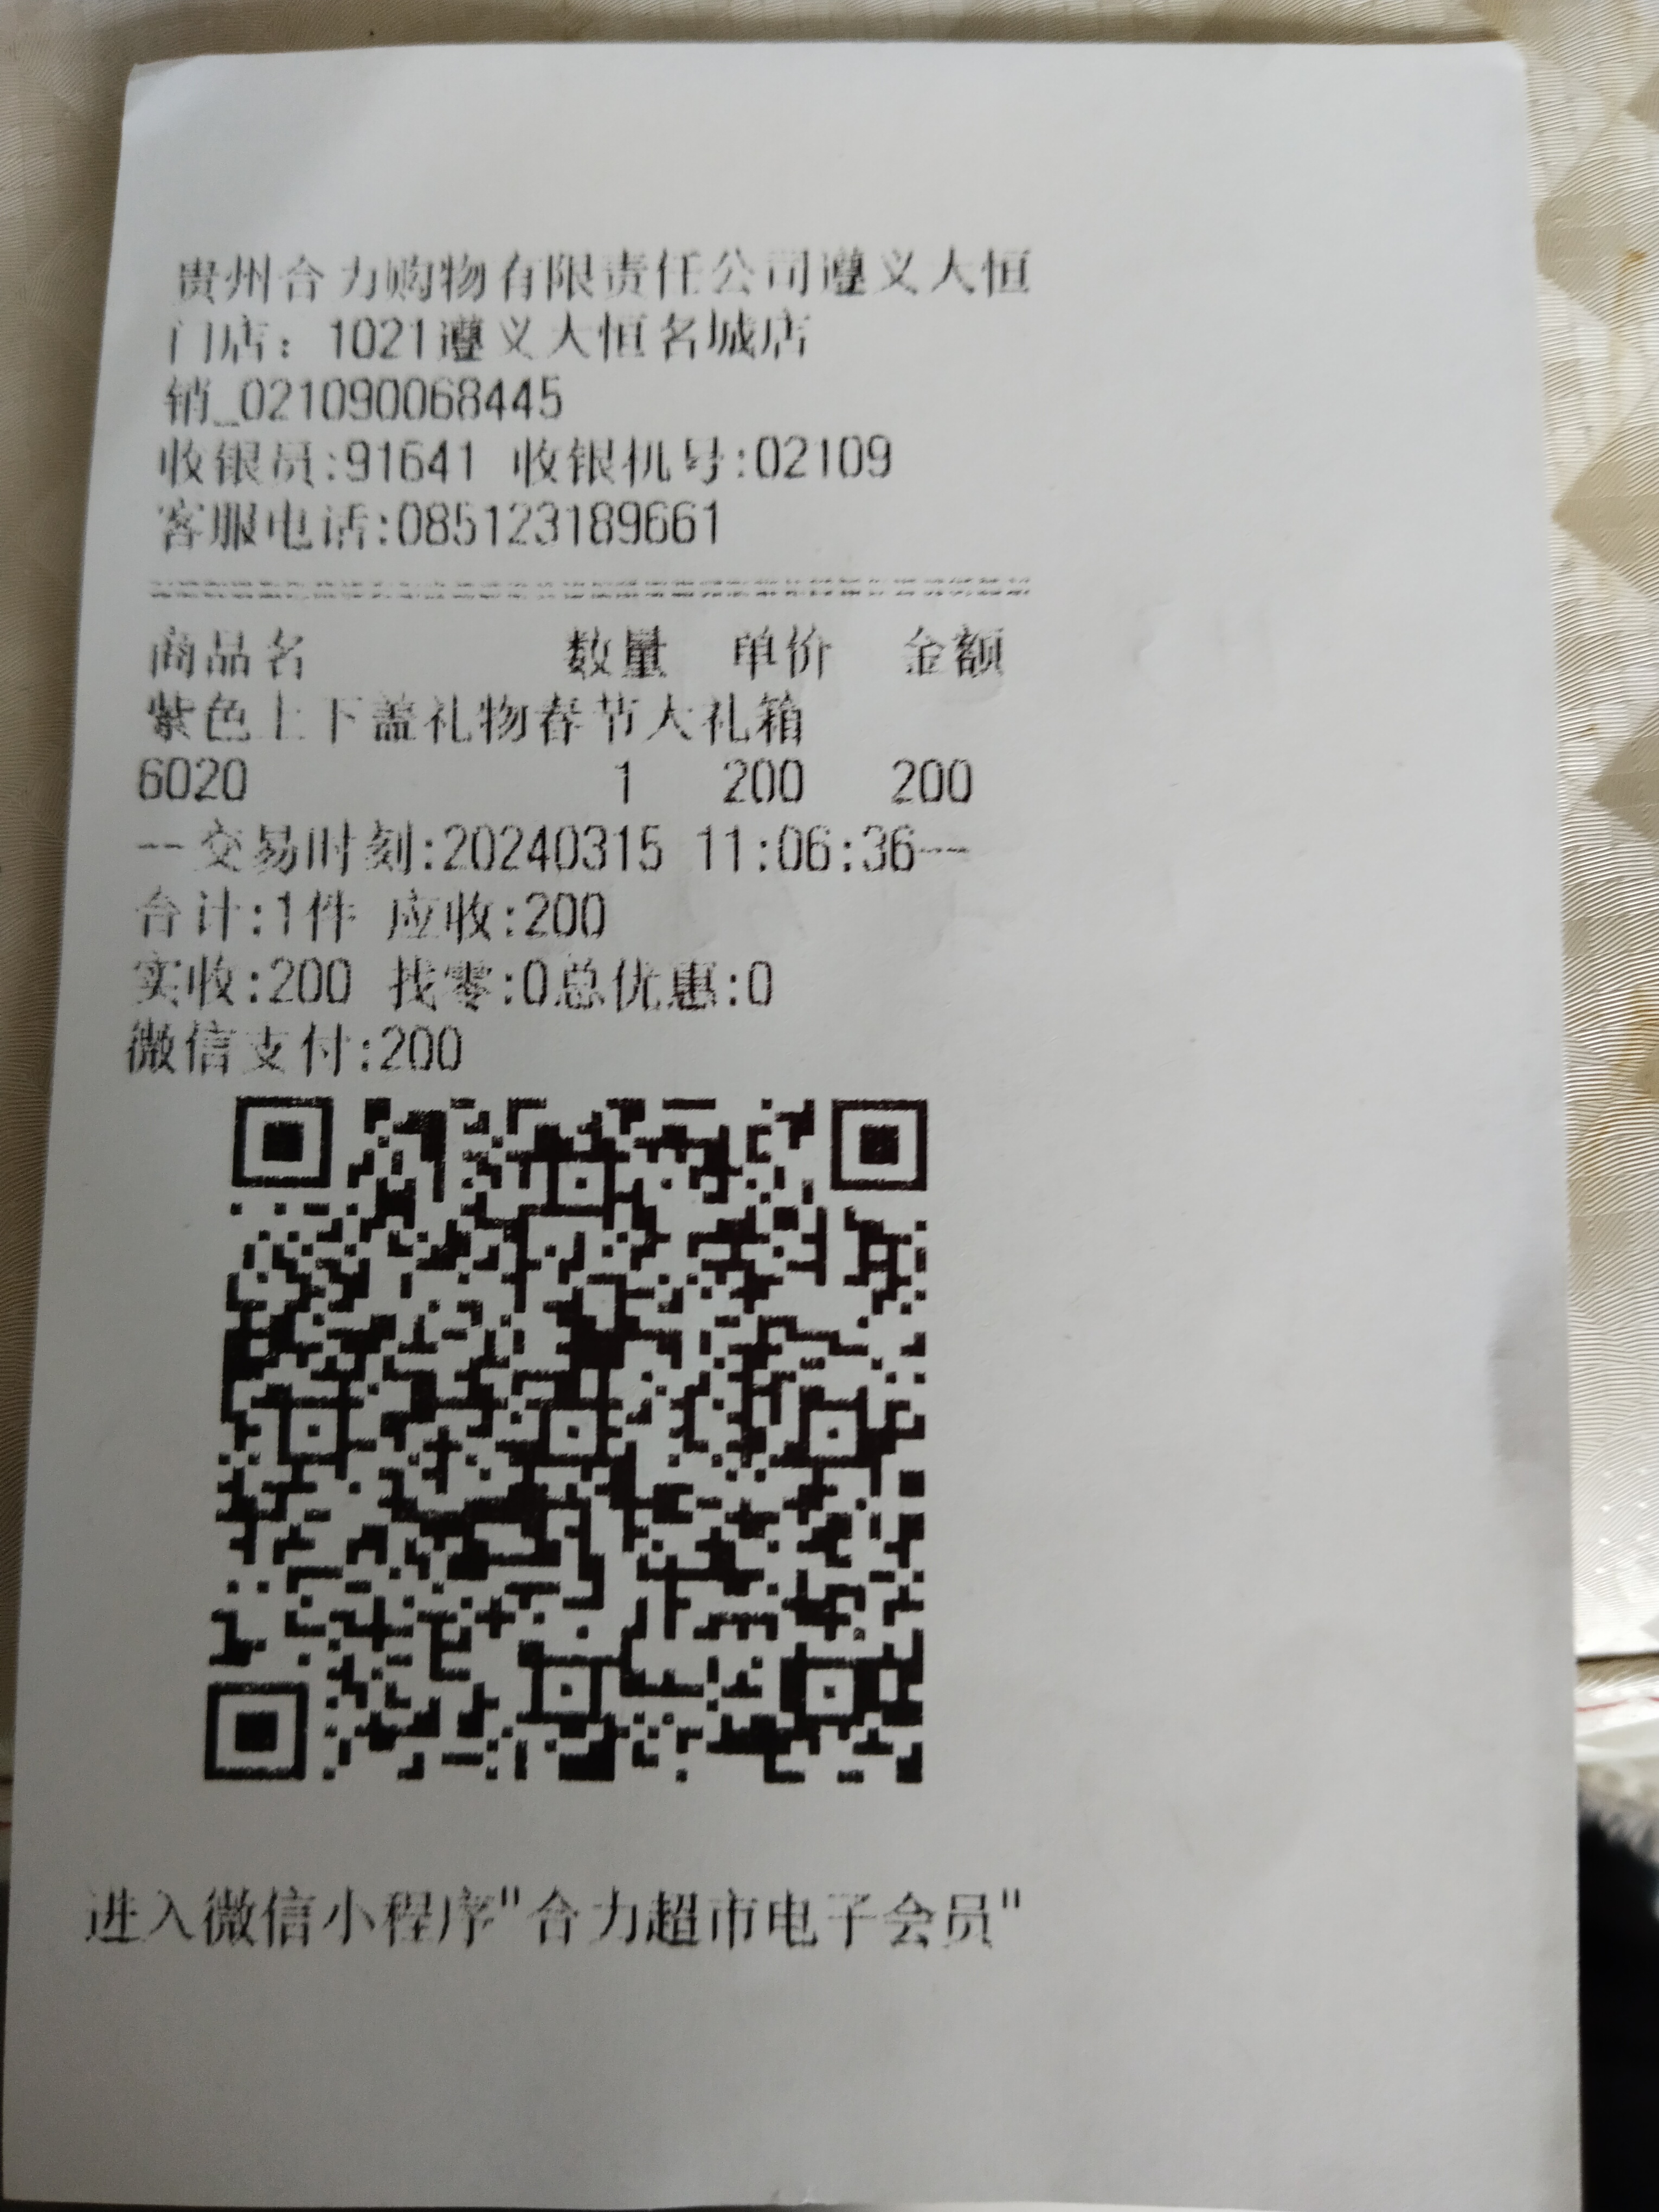 贵州合力购物有限责任公司遵义大恒
门店：1021遵义大恒名城店
销_021090068445
收银员:91641 收银机号:02109
客服电话:085123189661
商品名 数量 单价 金额
紫色上下盖礼物春节大礼箱
6020 1 200 200
--交易时刻:20240315 11:06:36--
合计:1件 应收:200
实收:200 找零:0总优惠:0
微信支付:200
进入微信小程序"合力超市电子会员"